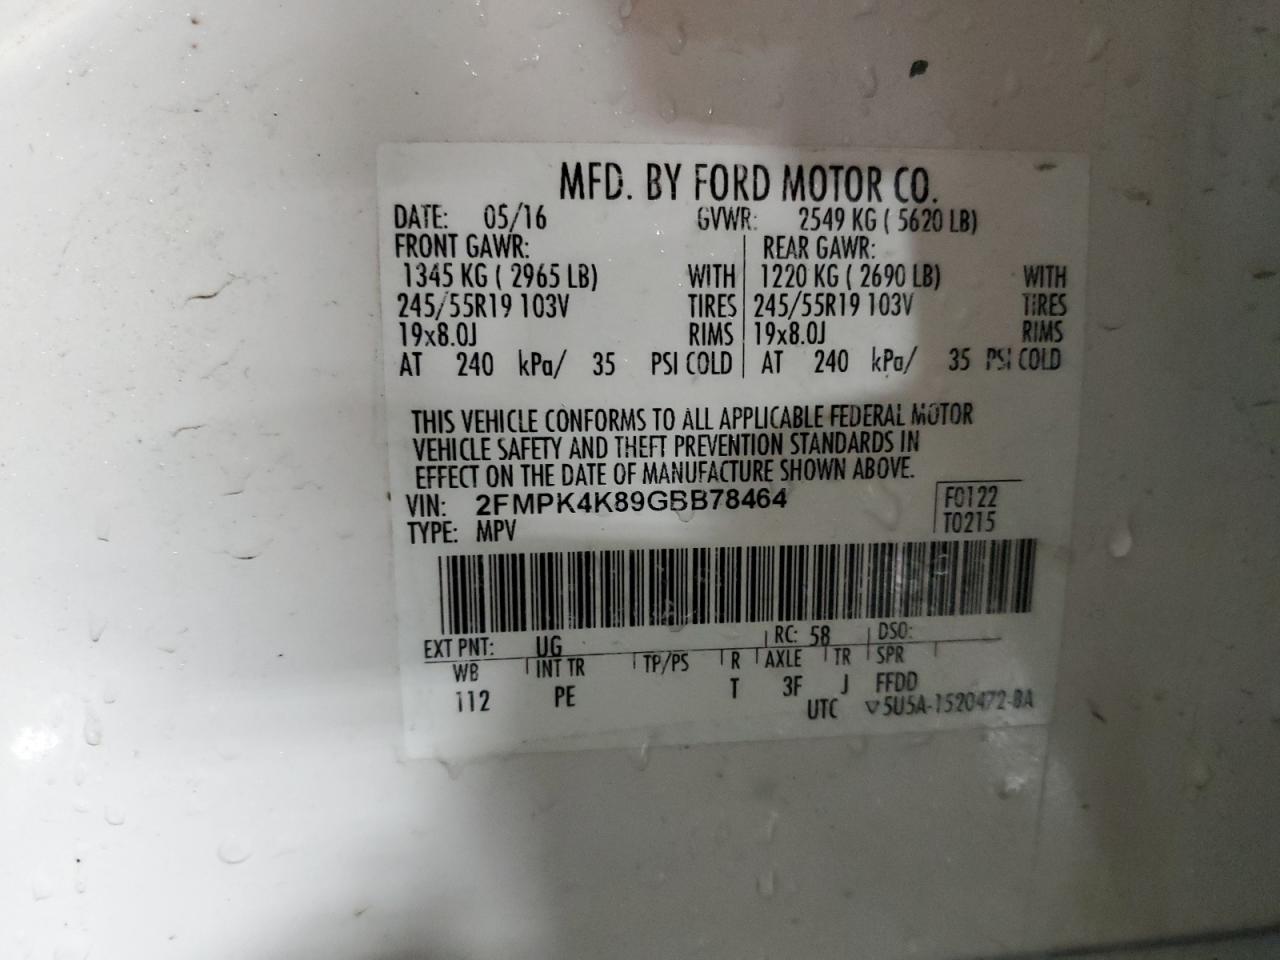 MFD. BY FORD MOTOR CO.
DATE: 05/16 GVWR: 2549 KG ( 5620 LB)
FRONT GAWR: REAR GAWR:
1345 KG ( 2965 LB) WITH 1220 KG ( 2690 LB) WITH
245/55R19 103V TIRES 245/55R19 103V TIRES
19x8.0J RIMS 19x8.0J RIMS
AT 240 kPa/ 35 PSI COLD AT 240 kPa/ 35 PSI COLD
THIS VEHICLE CONFORMS TO ALL APPLICABLE FEDERAL MOTOR
VEHICLE SAFETY AND THEFT PREVENTION STANDARDS IN
EFFECT ON THE DATE OF MANUFACTURE SHOWN ABOVE.
VIN: 2FMPK4K89GBB78464 F0122
TYPE: MPV T0215
EXT PNT: UG RC: 58 DSO:
WB INT TR TP/PS R AXLE TR SPR
112 PE T 3F J FFDD
UTC ▽5U5A-1520472-BA